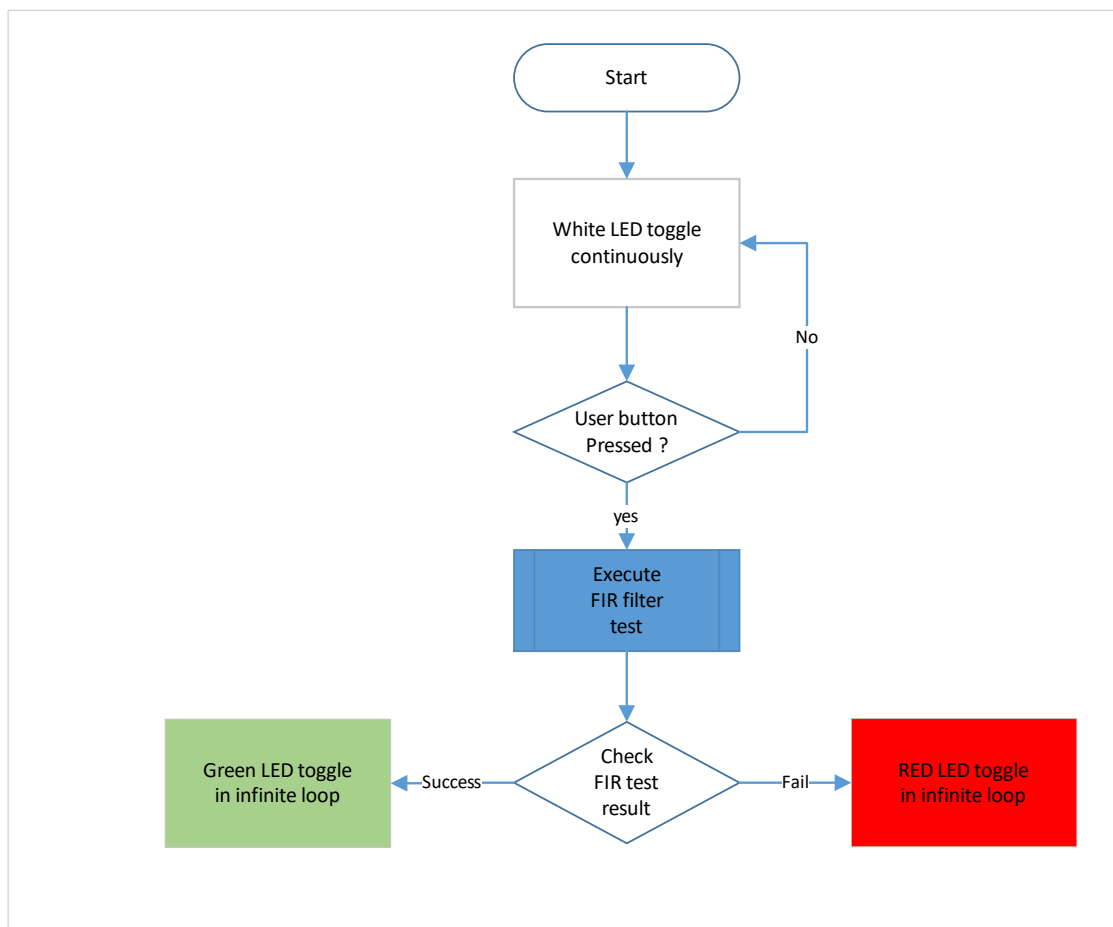 Start
White LED toggle
continuously
No
User button
Pressed ?
yes
Execute
FIR filter
test
Green LED toggle
in infinite loop
Success
Check
FIR test
result
Fail
RED LED toggle
in infinite loop